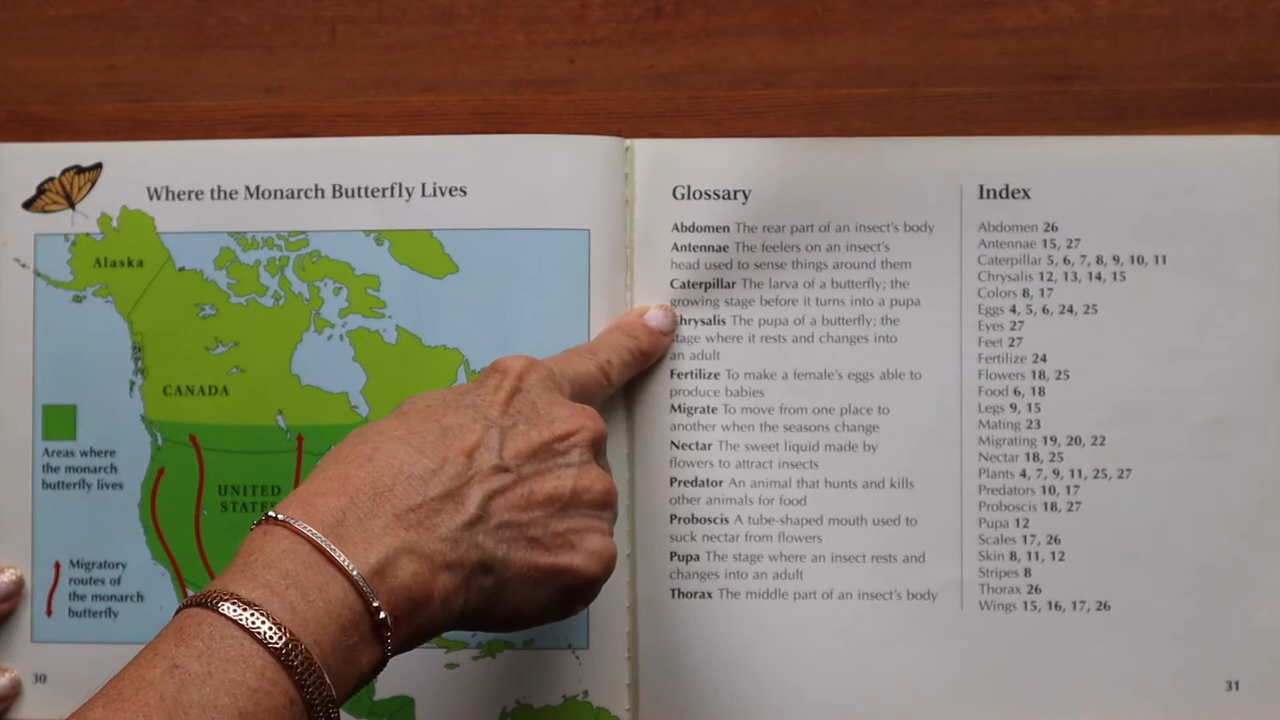 Where the Monarch Butterfly Lives
Alaska
CANADA
Areas where
the monarch
butterfly lives
UNITED
STATES
Migratory
routes of
the monarch
butterfly
30
Glossary
Abdomen The rear part of an insect's body
Antennae The feelers on an insect's
head used to sense things around them
Caterpillar The larva of a butterfly; the
growing stage before it turns into a pupa
Chrysalis The pupa of a butterfly; the
stage where it rests and changes into
an adult
Fertilize To make a female's eggs able to
produce babies
Migrate To move from one place to
another when the seasons change
Nectar The sweet liquid made by
flowers to attract insects
Predator An animal that hunts and kills
other animals for food
Proboscis A tube-shaped mouth used to
suck nectar from flowers
Pupa The stage where an insect rests and
changes into an adult
Thorax The middle part of an insect's body
Index
Abdomen 26
Antennae 15, 27
Caterpillar 5, 6, 7, 8, 9, 10, 11
Chrysalis 12, 13, 14, 15
Colors 8, 17
Eggs 4, 5, 6, 24, 25
Eyes 27
Feet 27
Fertilize 24
Flowers 18, 25
Food 6, 18
Legs 9, 15
Mating 23
Migrating 19, 20, 22
Nectar 18, 25
Plants 4, 7, 9, 11, 25, 27
Predators 10, 17
Proboscis 18, 27
Pupa 12
Scales 17, 26
Skin 8, 11, 12
Stripes 8
Thorax 26
Wings 15, 16, 17, 26
31